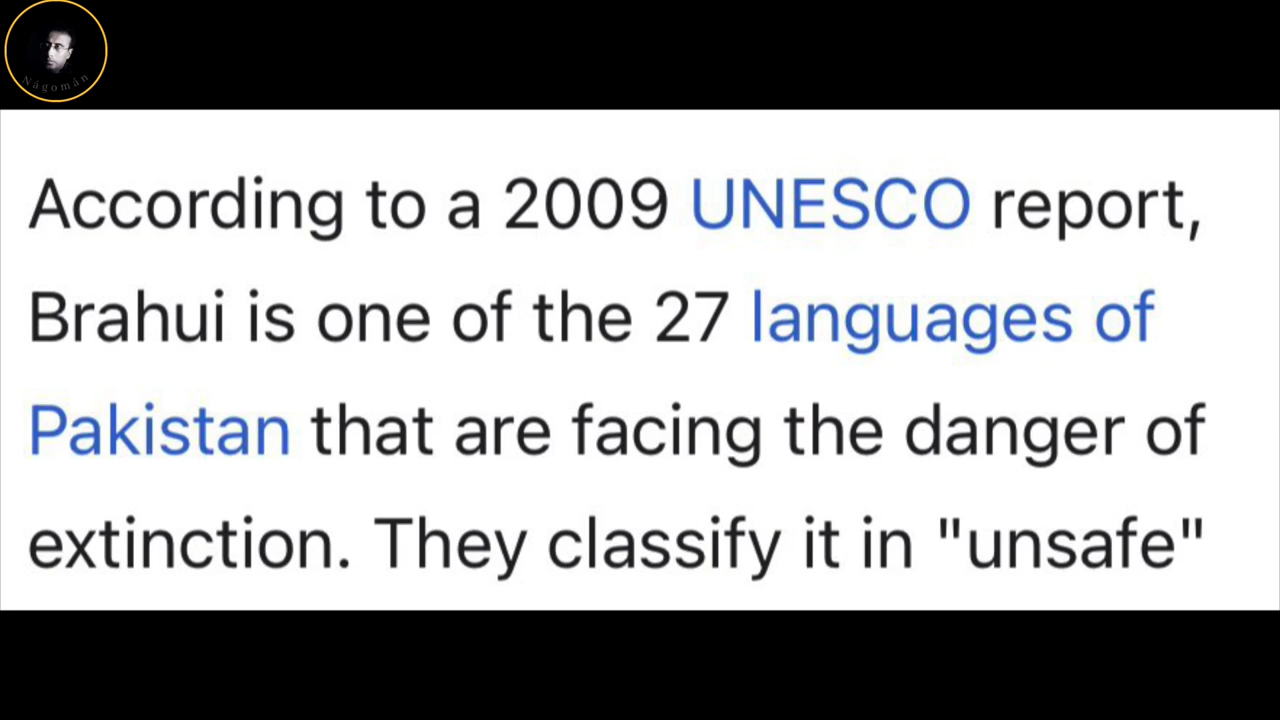 Nágomán
According to a 2009 UNESCO report,
Brahui is one of the 27 languages of
Pakistan that are facing the danger of
extinction. They classify it in "unsafe"